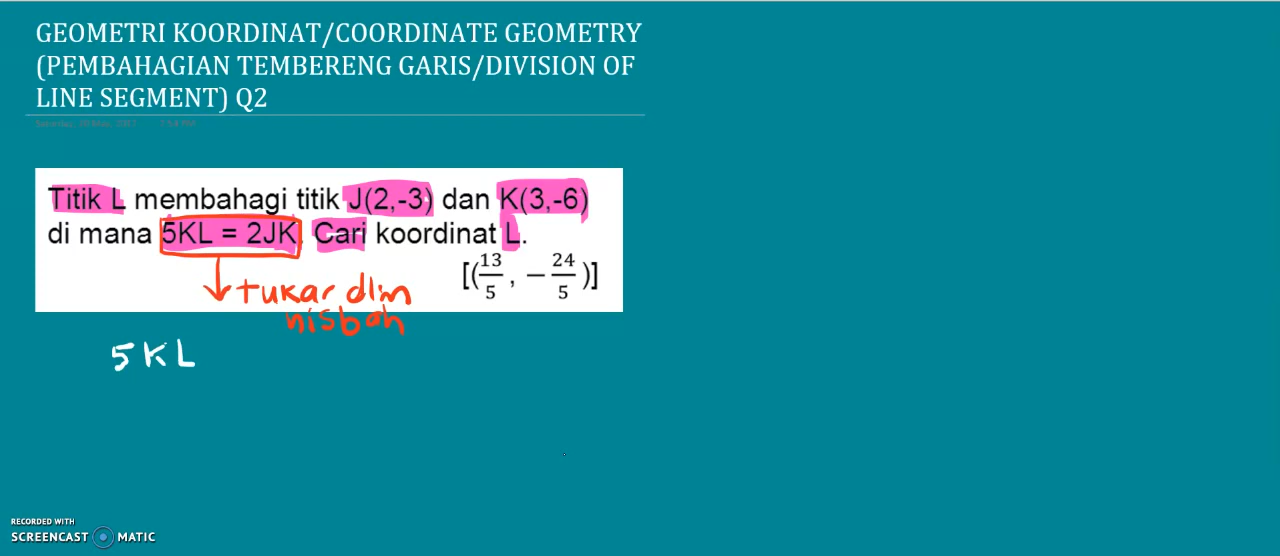 GEOMETRI KOORDINAT/COORDINATE GEOMETRY
(PEMBAHAGIAN TEMBERENG GARIS/DIVISION OF
LINE SEGMENT) Q2
Titik L membahagi titik J(2,-3) dan K(3,-6)
di mana 5KL = 2JK. Cari koordinat L.
[(13/5, −24/5)]
tukar dlm
nisbah
5KL
RECORDED WITH
SCREENCAST MATIC